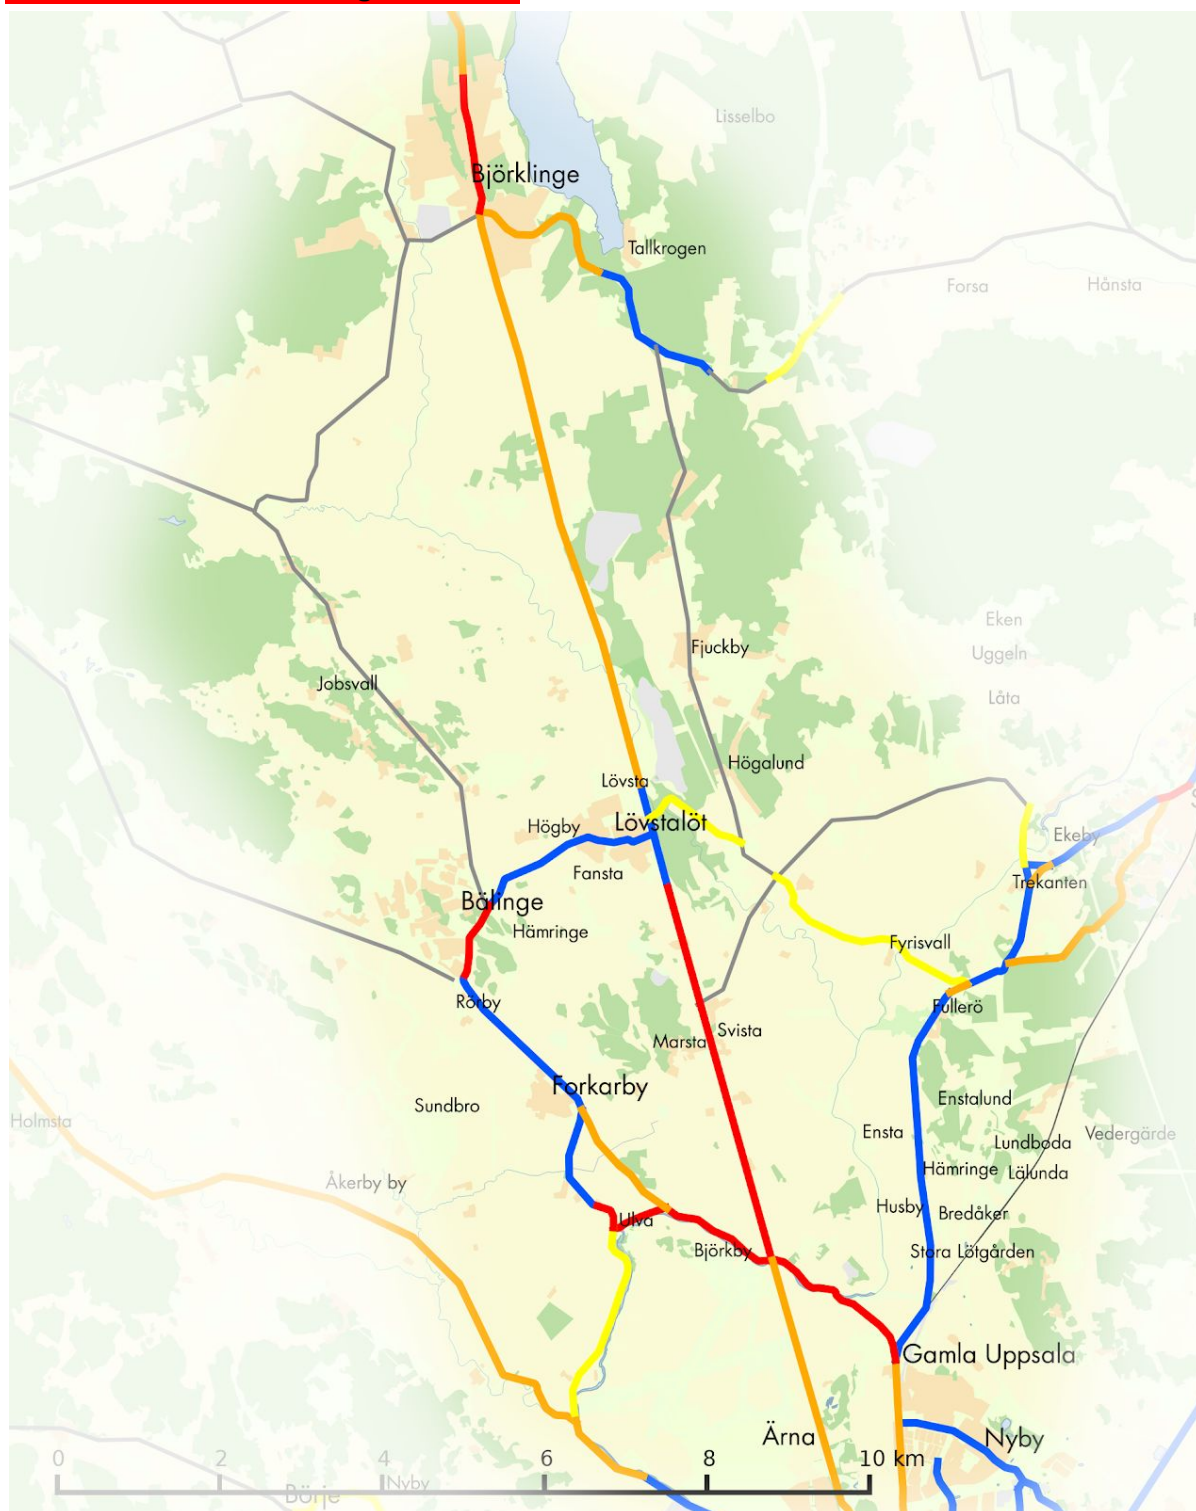 Lisselbo
Björklinge
Tallkrogen
Forsa
Hånsta
Eken
Uggeln
Fjuckby
Jobsvall
Låta
Högalund
Lövsta
Lövstalöt
Högby
Ekeby
Fansta
Trekanten
Bälinge
Hämringe
Fyrisvall
Rörby
Fullerö
Svista
Marsta
Forkarby
Enstalund
Sundbro
Holmsta
Ensta
Vedergärde
Lundboda
Hämringe
Lälunda
Åkerby by
Husby
Bredåker
Ulva
Björkby
Stora Lötgården
Gamla Uppsala
Ärna
Nyby
0 2 4 6 8 10 km
Nyby
Börje